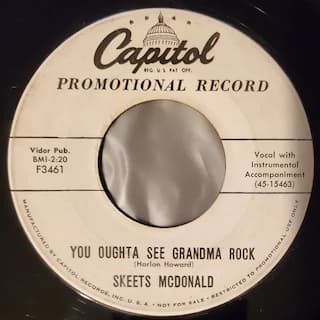 Capitol
REG. U.S. PAT. OFF.
PROMOTIONAL RECORD
Vidor Pub.
BMI-2:20
F3461
Vocal with
Instrumental
Accompaniment
(45-15463)
YOU OUGHTA SEE GRANDMA ROCK
(Harlan Howard)
SKEETS MCDONALD
MANUFACTURED BY CAPITOL RECORDS, INC. U.S.A. • NOT FOR SALE • RESTRICTED TO PROMOTIONAL USE ONLY